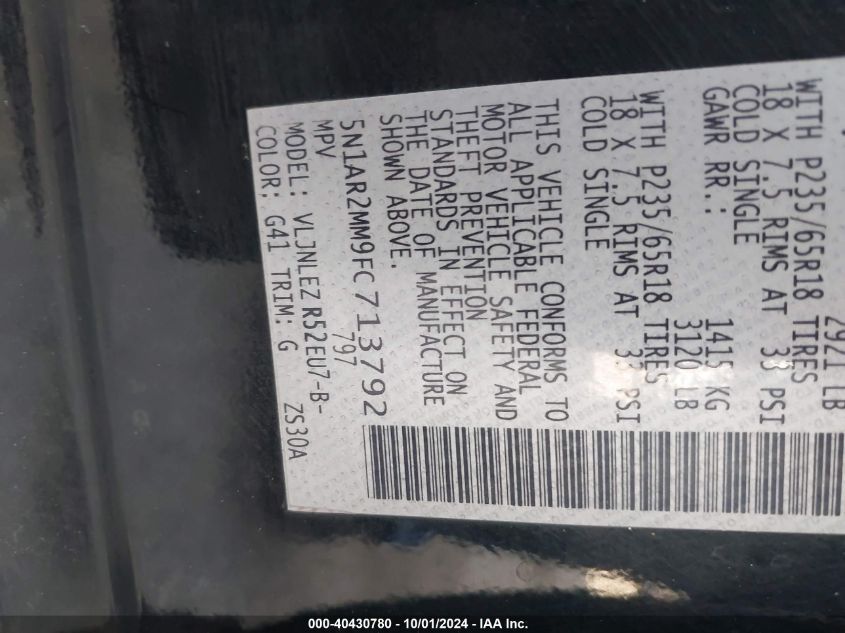 2921 LB
WITH P235/65R18 TIRES
18 X 7.5 RIMS AT 33 PSI
COLD SINGLE
GAWR RR.: 1415 KG
3120 LB
WITH P235/65R18 TIRES
18 X 7.5 RIMS AT 33 PSI
COLD SINGLE
THIS VEHICLE CONFORMS TO
ALL APPLICABLE FEDERAL
MOTOR VEHICLE SAFETY AND
THEFT PREVENTION
STANDARDS IN EFFECT ON
THE DATE OF MANUFACTURE
SHOWN ABOVE.
5N1AR2MM9FC713792
MPV 797
MODEL: VLJNLEZ R52EU7-B-
ZS30A
COLOR: G41 TRIM: G
000-40430780 - 10/01/2024 - IAA Inc.